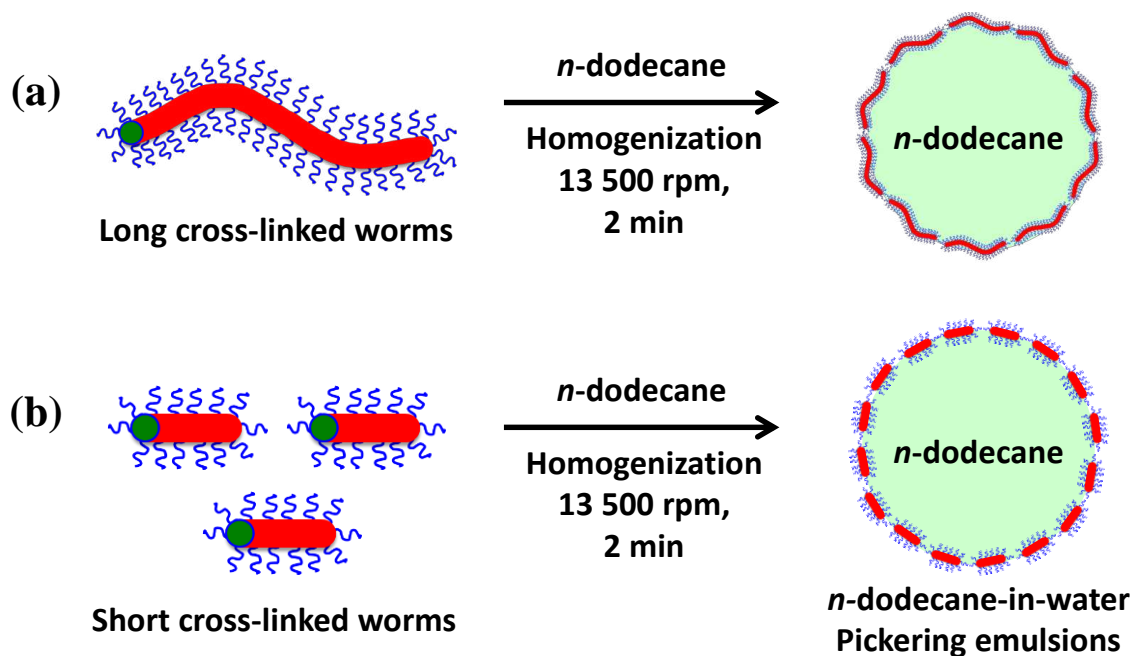 (a)
Long cross-linked worms
n-dodecane
Homogenization
13 500 rpm,
2 min
n-dodecane
(b)
Short cross-linked worms
n-dodecane
Homogenization
13 500 rpm,
2 min
n-dodecane
n-dodecane-in-water
Pickering emulsions